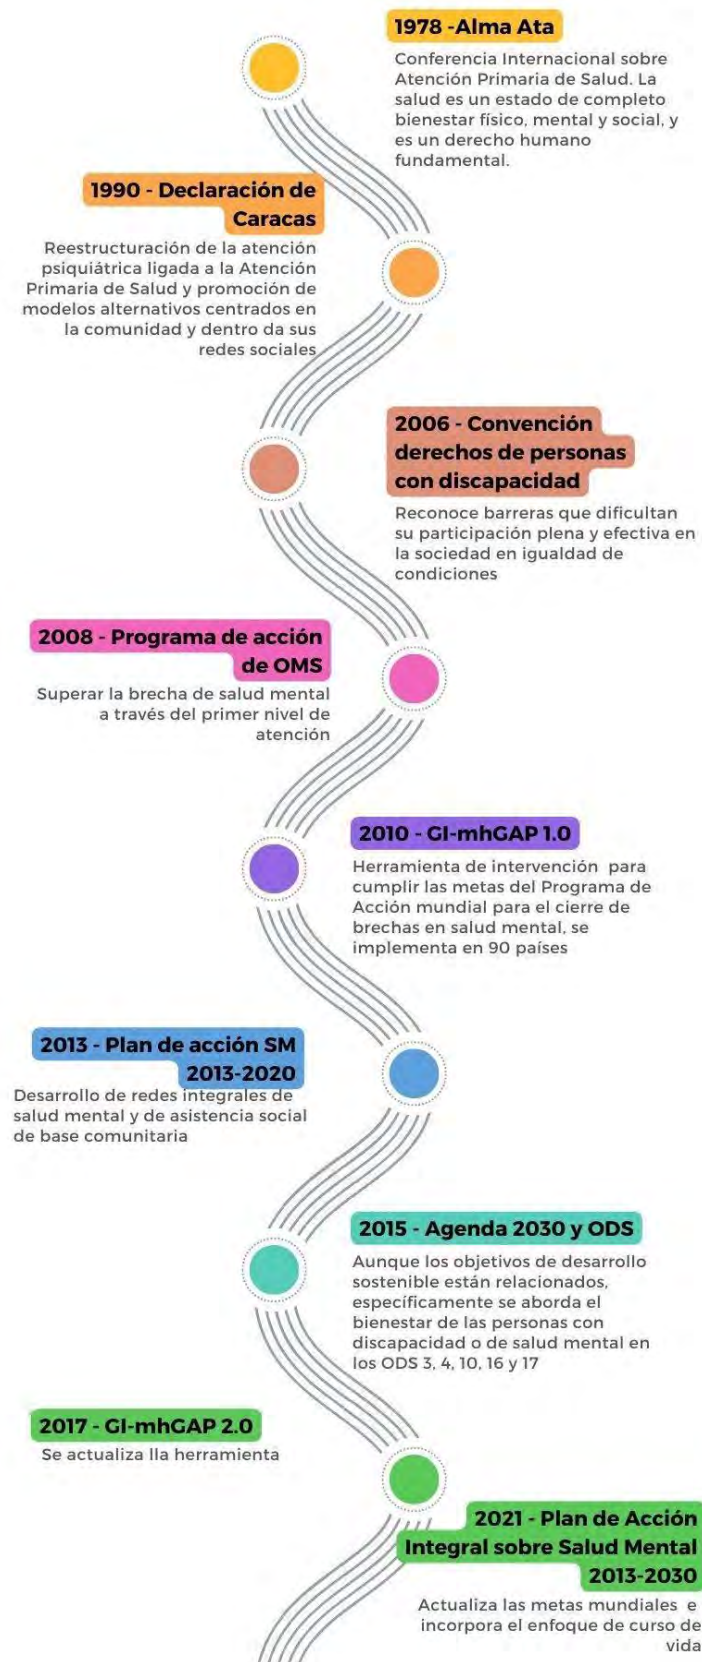 1978 -Alma Ata
Conferencia Internacional sobre
Atención Primaria de Salud. La
salud es un estado de completo
bienestar físico, mental y social, y
es un derecho humano
fundamental.
1990 - Declaración de
Caracas
Reestructuración de la atención
psiquiátrica ligada a la Atención
Primaria de Salud y promoción de
modelos alternativos centrados en
la comunidad y dentro da sus
redes sociales
2006 - Convención
derechos de personas
con discapacidad
Reconoce barreras que dificultan
su participación plena y efectiva en
la sociedad en igualdad de
condiciones
2008 - Programa de acción
de OMS
Superar la brecha de salud mental
a través del primer nivel de
atención
2010 - GI-mhGAP 1.0
Herramienta de intervención para
cumplir las metas del Programa de
Acción mundial para el cierre de
brechas en salud mental, se
implementa en 90 países
2013 - Plan de acción SM
2013-2020
Desarrollo de redes integrales de
salud mental y de asistencia social
de base comunitaria
2015 - Agenda 2030 y ODS
Aunque los objetivos de desarrollo
sostenible están relacionados,
específicamente se aborda el
bienestar de las personas con
discapacidad o de salud mental en
los ODS 3, 4, 10, 16 y 17
2017 - GI-mhGAP 2.0
Se actualiza lla herramienta
2021 - Plan de Acción
Integral sobre Salud Mental
2013-2030
Actualiza las metas mundiales e
incorpora el enfoque de curso de
vida